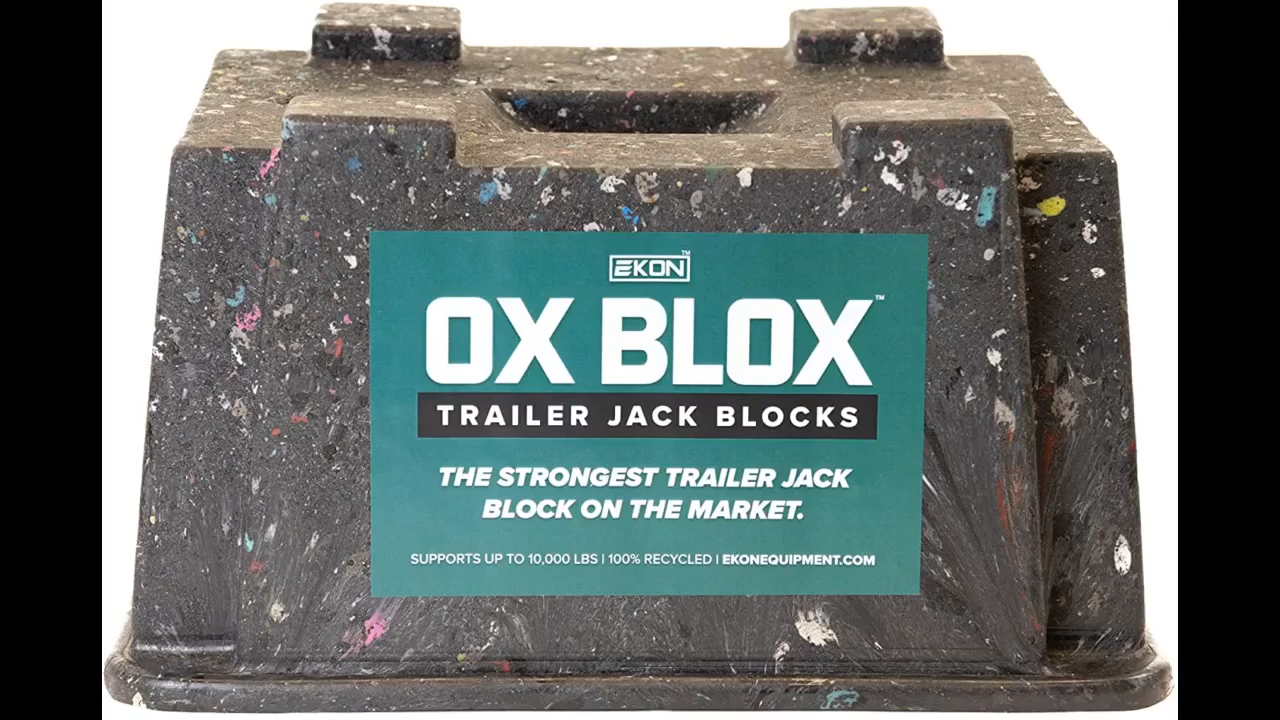 EKON™
OX BLOX™
TRAILER JACK BLOCKS
THE STRONGEST TRAILER JACK
BLOCK ON THE MARKET.
SUPPORTS UP TO 10,000 LBS | 100% RECYCLED | EKONEQUIPMENT.COM